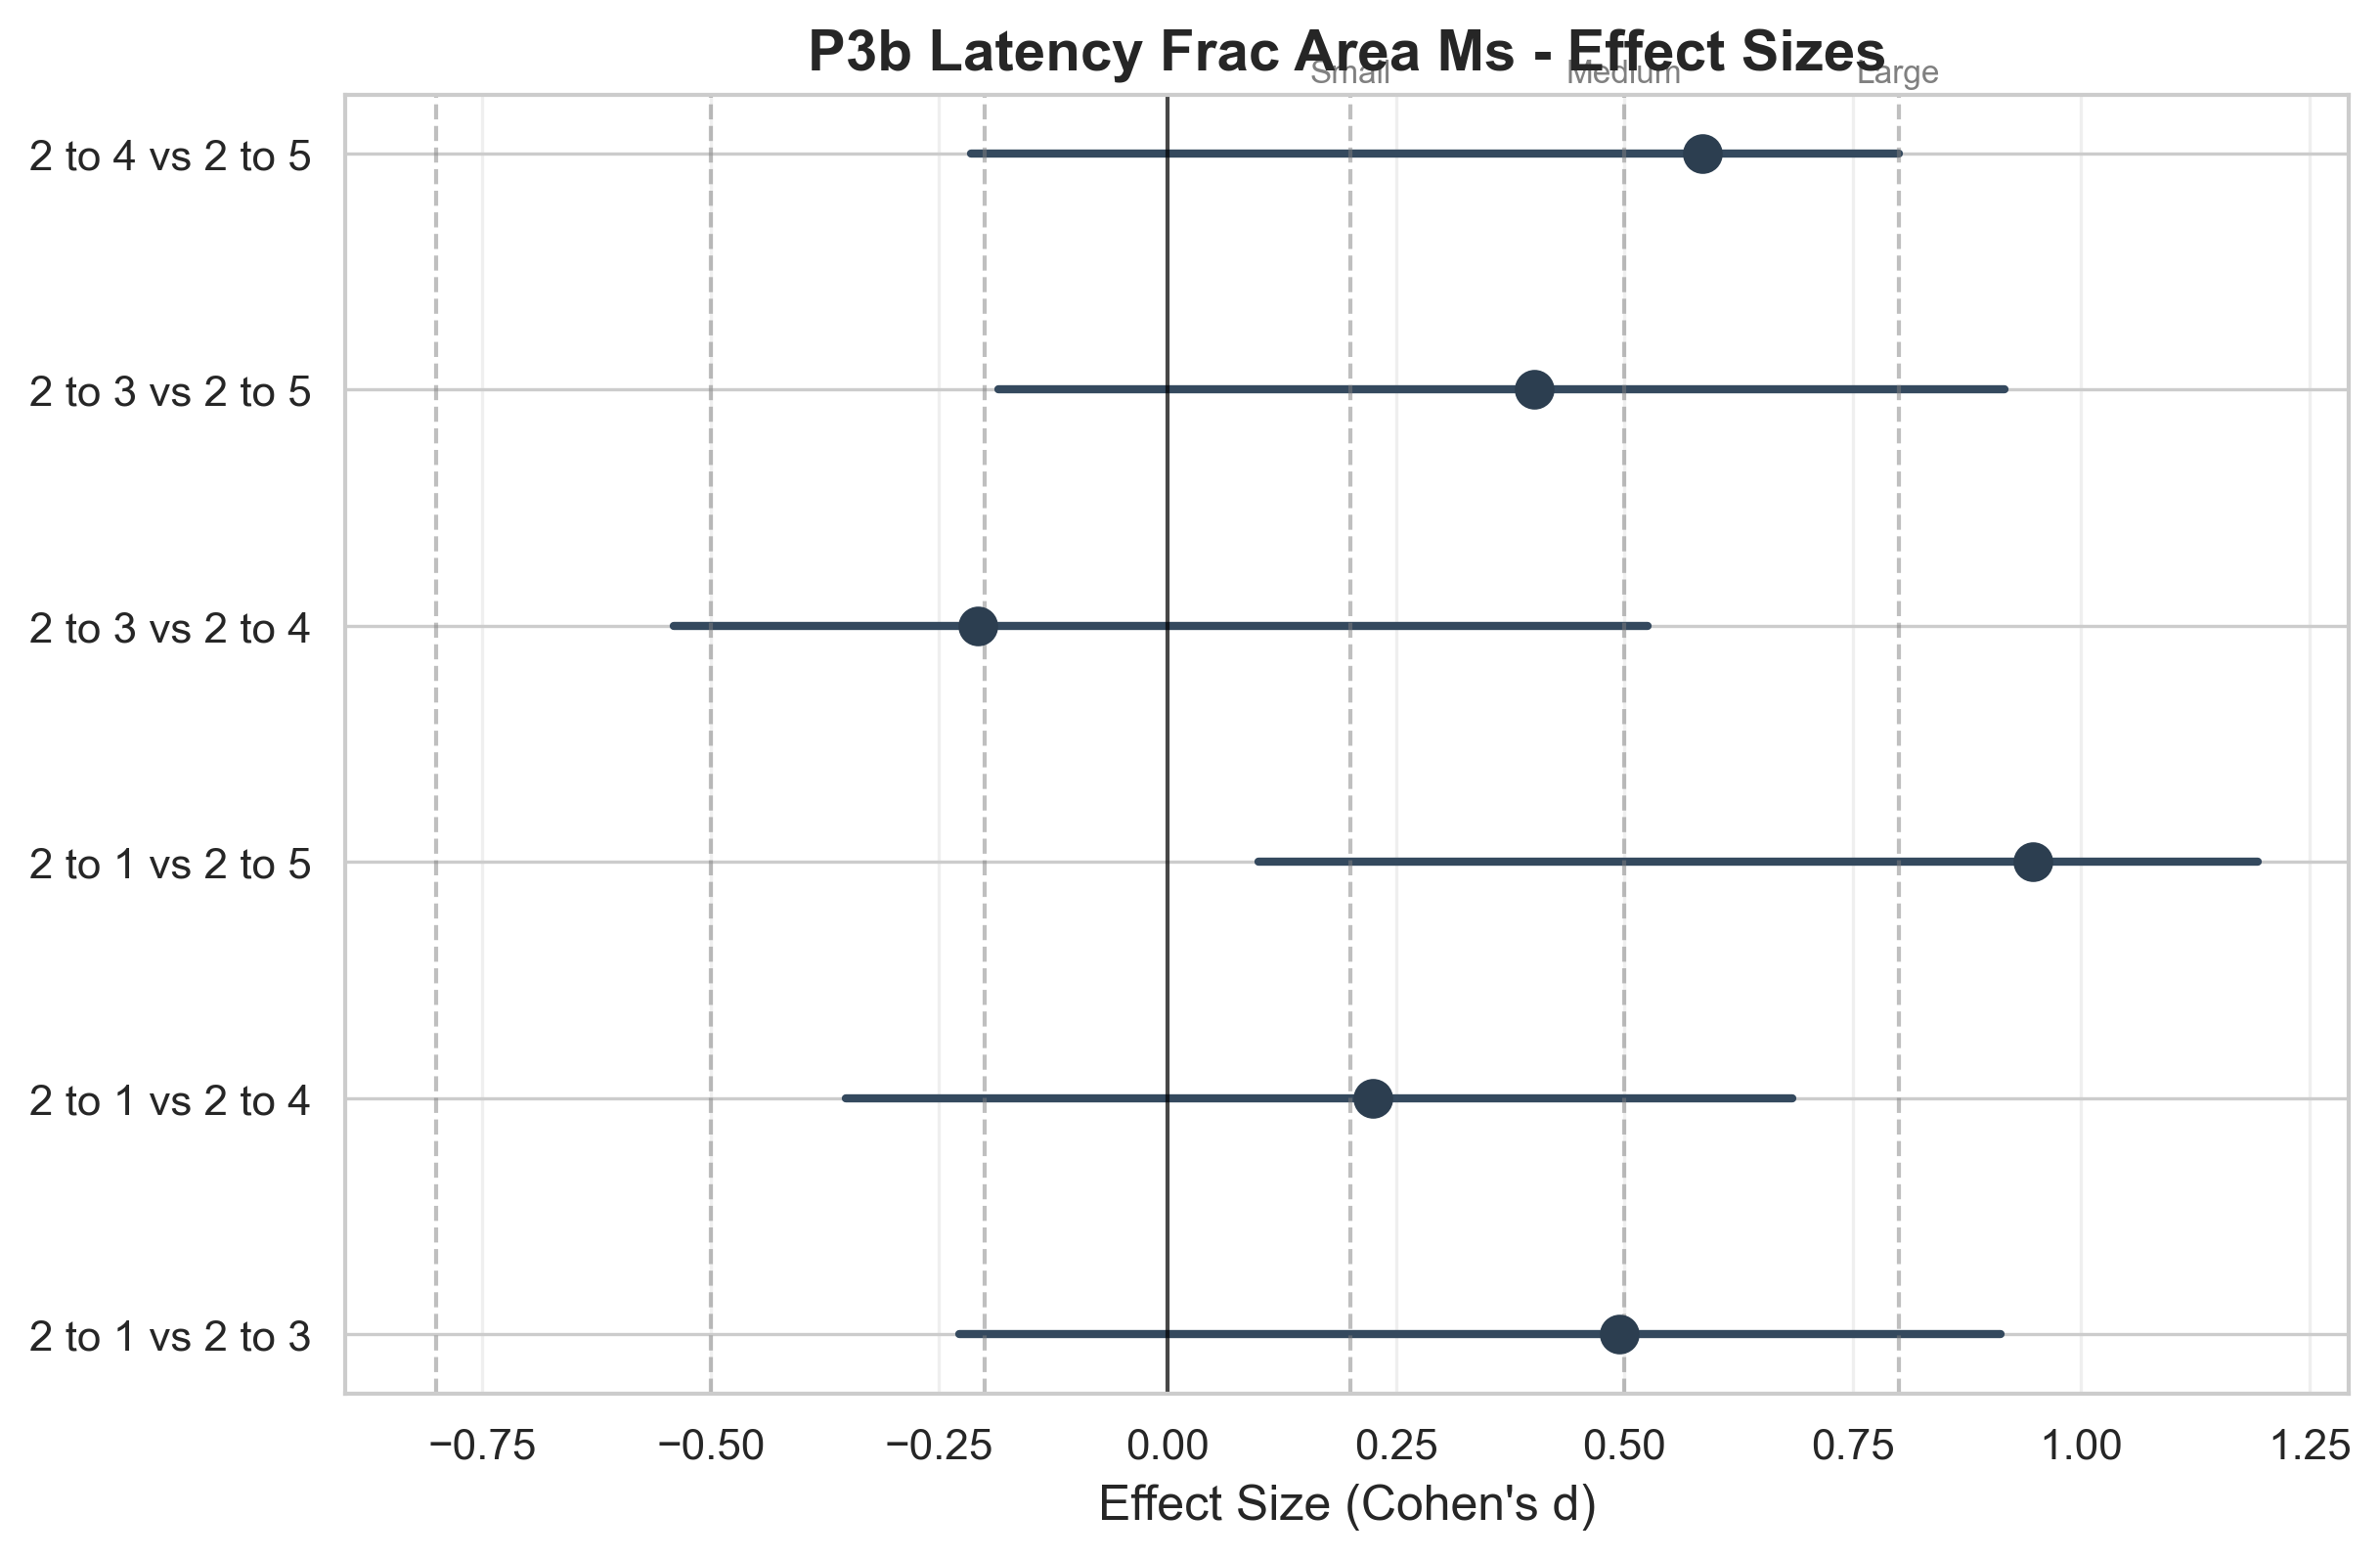 P3b Latency Frac Area Ms - Effect Sizes
Small Medium Large
2 to 4 vs 2 to 5
2 to 3 vs 2 to 5
2 to 3 vs 2 to 4
2 to 1 vs 2 to 5
2 to 1 vs 2 to 4
2 to 1 vs 2 to 3
−0.75 −0.50 −0.25 0.00 0.25 0.50 0.75 1.00 1.25
Effect Size (Cohen's d)